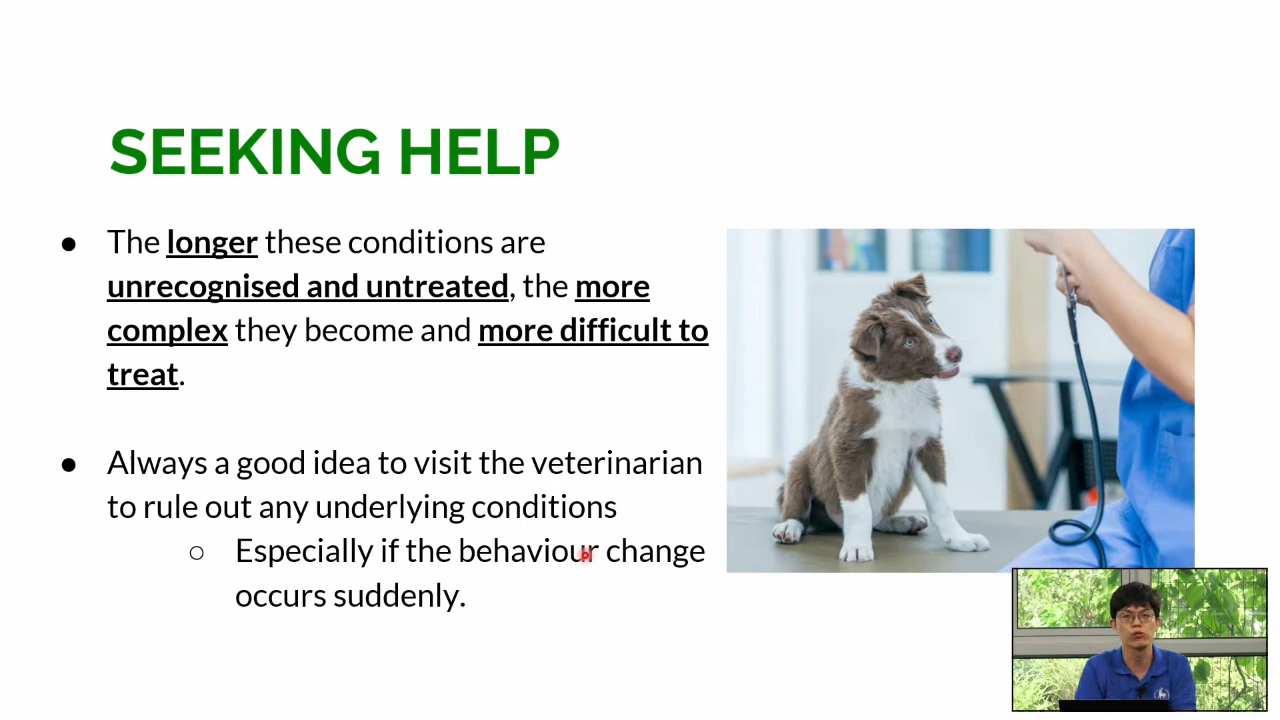 SEEKING HELP
● The longer these conditions are
unrecognised and untreated, the more
complex they become and more difficult to
treat.
● Always a good idea to visit the veterinarian
to rule out any underlying conditions
○ Especially if the behaviour change
occurs suddenly.